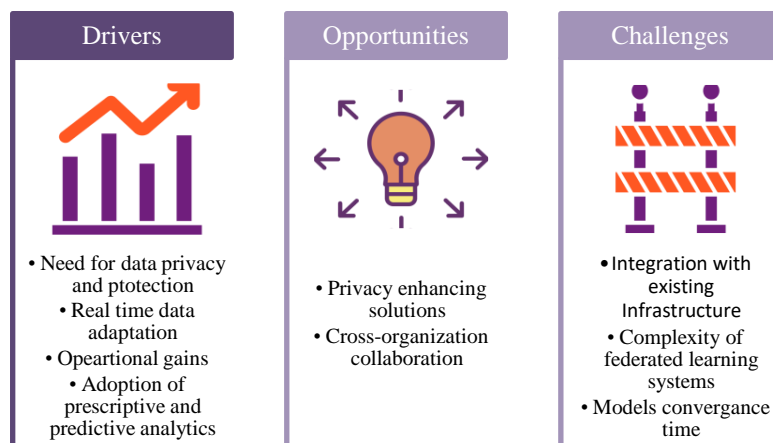 Drivers
• Need for data privacy
and ptotection
• Real time data
adaptation
• Opeartional gains
• Adoption of
prescriptive and
predictive analytics
Opportunities
• Privacy enhancing
solutions
• Cross-organization
collaboration
Challenges
• Integration with
existing
Infrastructure
• Complexity of
federated learning
systems
• Models convergance
time